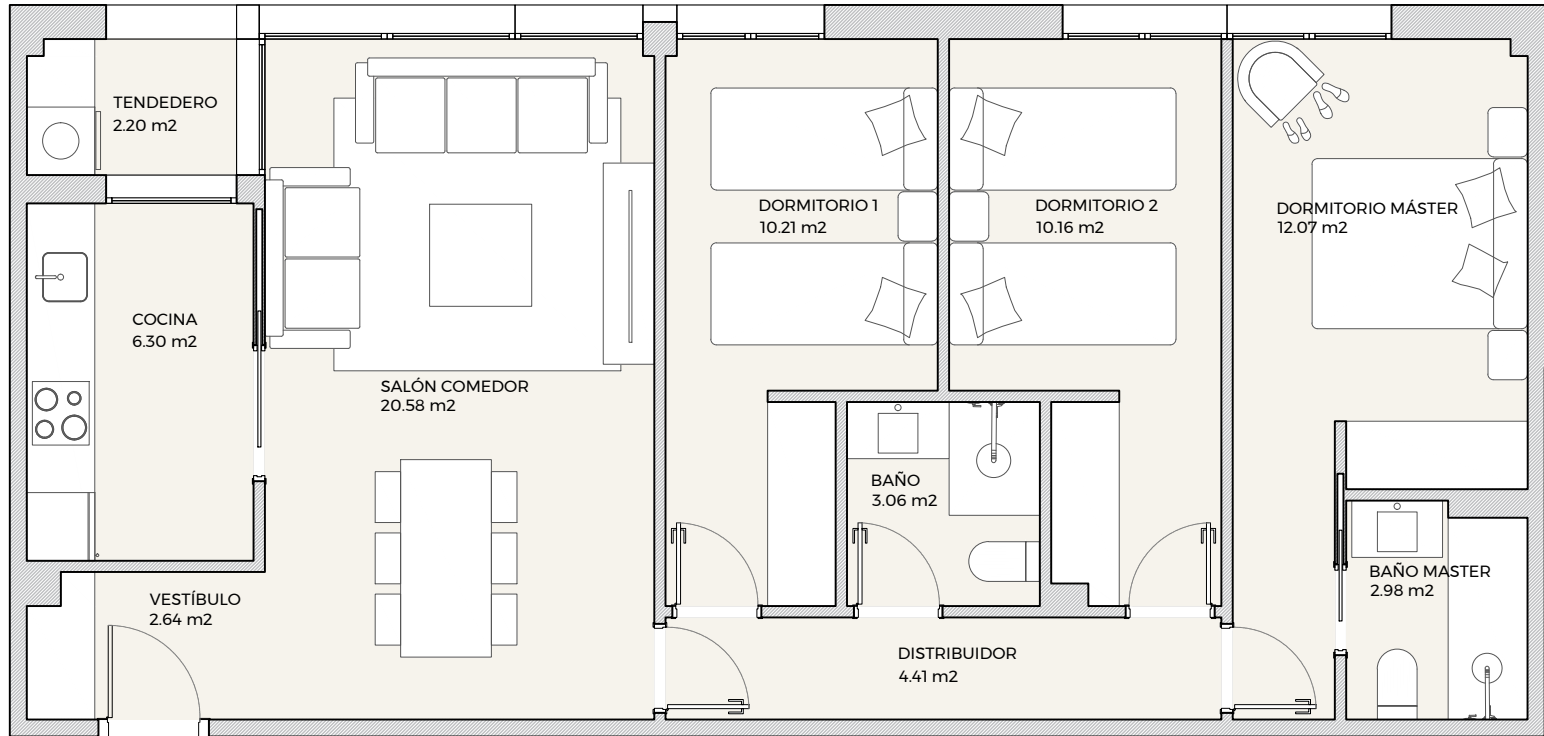 TENDEDERO
2.20 m2
DORMITORIO 1
10.21 m2
DORMITORIO 2
10.16 m2
DORMITORIO MÁSTER
12.07 m2
COCINA
6.30 m2
SALÓN COMEDOR
20.58 m2
BAÑO
3.06 m2
BAÑO MASTER
2.98 m2
VESTÍBULO
2.64 m2
DISTRIBUIDOR
4.41 m2